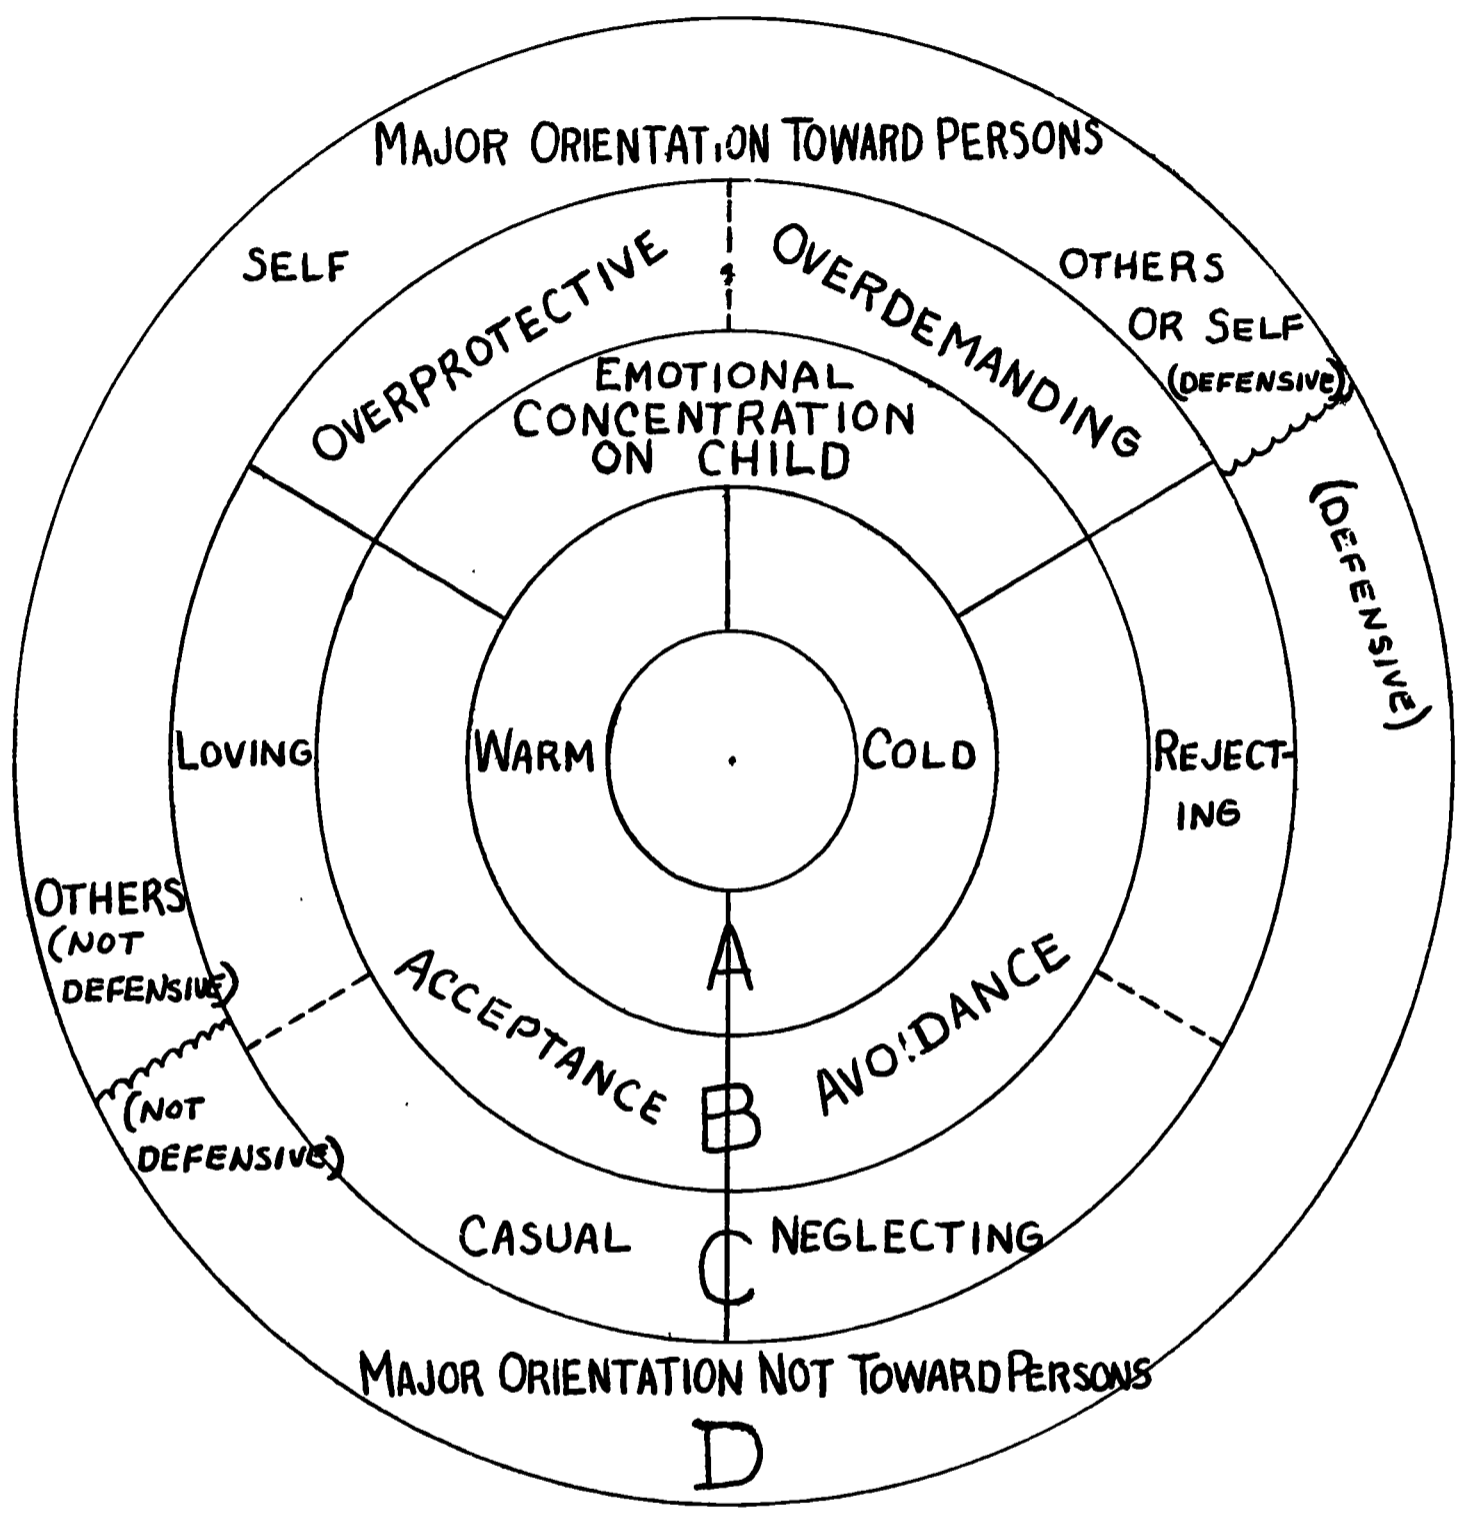 MAJOR ORIENTATION TOWARD PERSONS
SELF
OTHERS
OR SELF
(DEFENSIVE)
OVERPROTECTIVE
OVERDEMANDING
EMOTIONAL
CONCENTRATION
ON CHILD
(DEFENSIVE)
LOVING
WARM
COLD
REJECT-
ING
OTHERS
(NOT
DEFENSIVE)
ACCEPTANCE
A
AVOIDANCE
(NOT
DEFENSIVE)
B
CASUAL
C
NEGLECTING
MAJOR ORIENTATION NOT TOWARD PERSONS
D